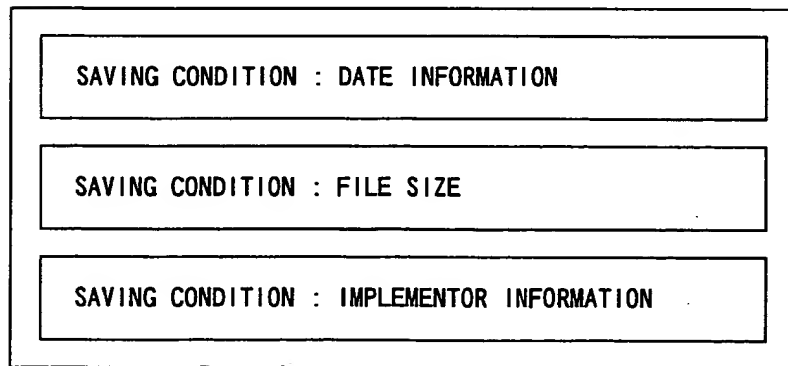 SAVING CONDITION : DATE INFORMATION
SAVING CONDITION : FILE SIZE
SAVING CONDITION : IMPLEMENTOR INFORMATION